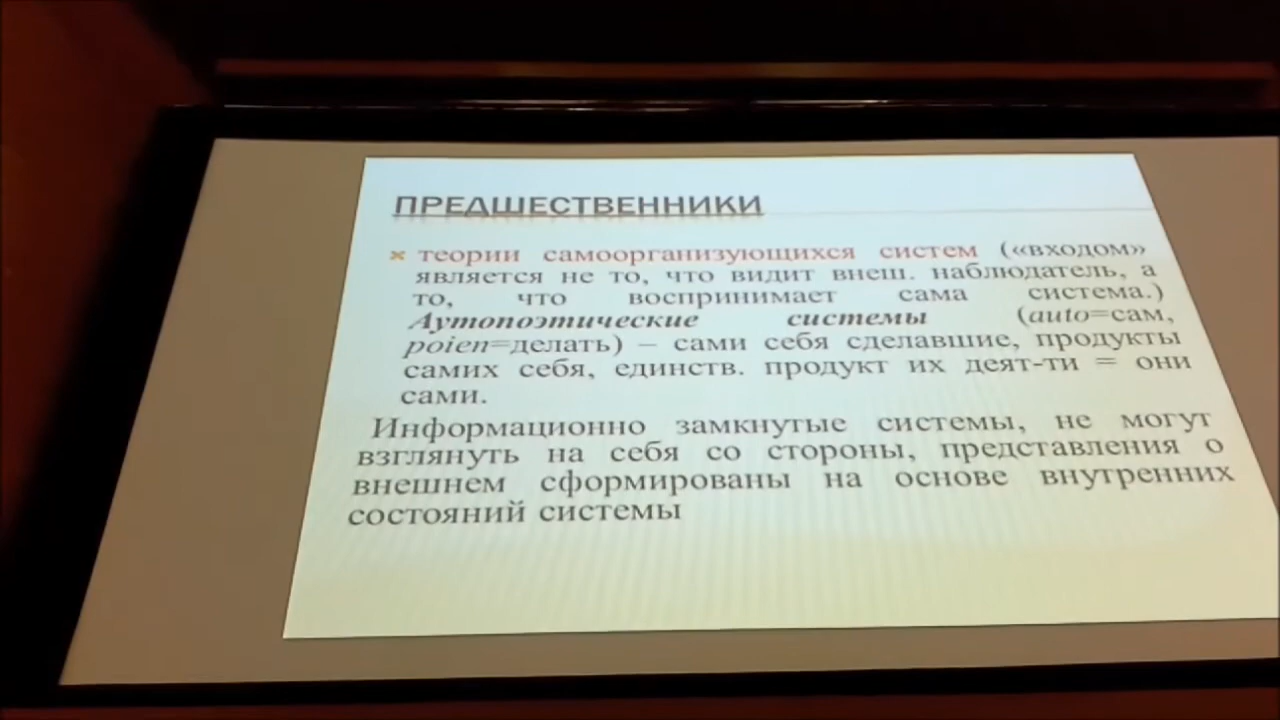 ПРЕДШЕСТВЕННИКИ
теории самоорганизующихся систем («входом»
является не то, что видит внеш. наблюдатель, а
то, что воспринимает сама система.)
Аутопоэтические системы (auto=сам,
poien=делать) – сами себя сделавшие, продукты
самих себя, единств. продукт их деят-ти = они
сами.
Информационно замкнутые системы, не могут
взглянуть на себя со стороны, представления о
внешнем сформированы на основе внутренних
состояний системы